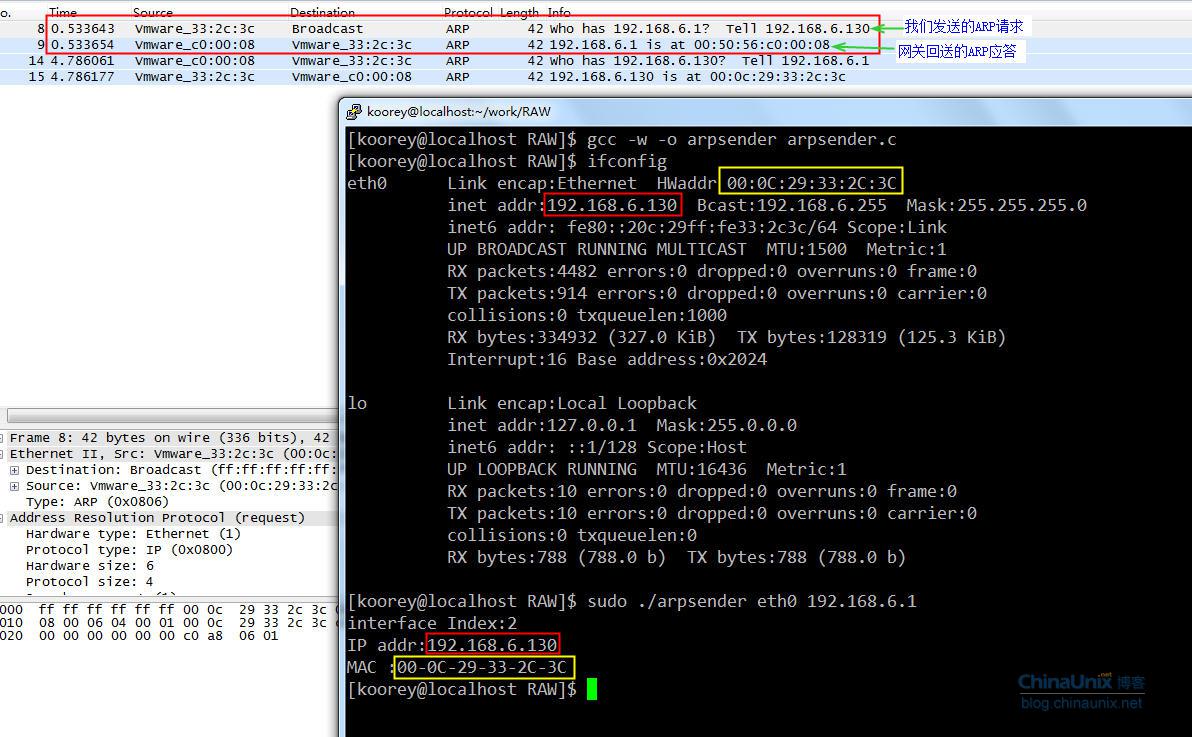 o. Time Source Destination Protocol Length Info
8 0.533643 Vmware_33:2c:3c Broadcast ARP 42 Who has 192.168.6.1? Tell 192.168.6.130
我们发送的ARP请求
9 0.533654 Vmware_c0:00:08 Vmware_33:2c:3c ARP 42 192.168.6.1 is at 00:50:56:c0:00:08
网关回送的ARP应答
14 4.786061 Vmware_c0:00:08 Vmware_33:2c:3c ARP 42 Who has 192.168.6.130? Tell 192.168.6.1
15 4.786177 Vmware_33:2c:3c Vmware_c0:00:08 ARP 42 192.168.6.130 is at 00:0c:29:33:2c:3c
koorey@localhost:~/work/RAW
[koorey@localhost RAW]$ gcc -w -o arpsender arpsender.c
[koorey@localhost RAW]$ ifconfig
eth0 Link encap:Ethernet HWaddr 00:0C:29:33:2C:3C
inet addr:192.168.6.130 Bcast:192.168.6.255 Mask:255.255.255.0
inet6 addr: fe80::20c:29ff:fe33:2c3c/64 Scope:Link
UP BROADCAST RUNNING MULTICAST MTU:1500 Metric:1
RX packets:4482 errors:0 dropped:0 overruns:0 frame:0
TX packets:914 errors:0 dropped:0 overruns:0 carrier:0
collisions:0 txqueuelen:1000
RX bytes:334932 (327.0 KiB) TX bytes:128319 (125.3 KiB)
Interrupt:16 Base address:0x2024
lo Link encap:Local Loopback
inet addr:127.0.0.1 Mask:255.0.0.0
inet6 addr: ::1/128 Scope:Host
UP LOOPBACK RUNNING MTU:16436 Metric:1
RX packets:10 errors:0 dropped:0 overruns:0 frame:0
TX packets:10 errors:0 dropped:0 overruns:0 carrier:0
collisions:0 txqueuelen:0
RX bytes:788 (788.0 b) TX bytes:788 (788.0 b)
[koorey@localhost RAW]$ sudo ./arpsender eth0 192.168.6.1
interface Index:2
IP addr:192.168.6.130
MAC :00-0C-29-33-2C-3C
[koorey@localhost RAW]$
Frame 8: 42 bytes on wire (336 bits), 42
Ethernet II, Src: Vmware_33:2c:3c (00:0c:
Destination: Broadcast (ff:ff:ff:ff:ff:
Source: Vmware_33:2c:3c (00:0c:29:33:2c
Type: ARP (0x0806)
Address Resolution Protocol (request)
Hardware type: Ethernet (1)
Protocol type: IP (0x0800)
Hardware size: 6
Protocol size: 4
000 ff ff ff ff ff ff 00 0c 29 33 2c 3c
010 08 00 06 04 00 01 00 0c 29 33 2c 3c
020 00 00 00 00 00 00 c0 a8 06 01
ChinaUnix.net 博客
blog.chinaunix.net